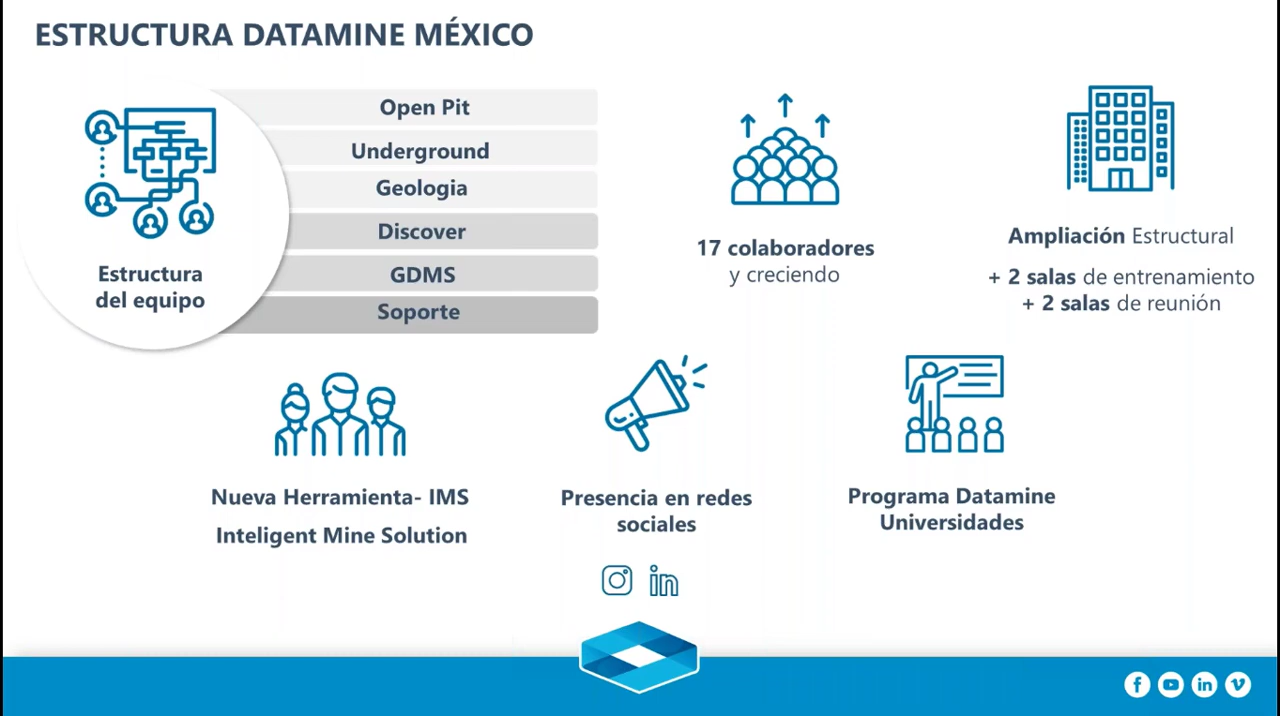 ESTRUCTURA DATAMINE MÉXICO
Estructura
del equipo
Open Pit
Underground
Geologia
Discover
GDMS
Soporte
17 colaboradores
y creciendo
Ampliación Estructural
+ 2 salas de entrenamiento
+ 2 salas de reunión
Nueva Herramienta- IMS
Inteligent Mine Solution
Presencia en redes
sociales
Programa Datamine
Universidades